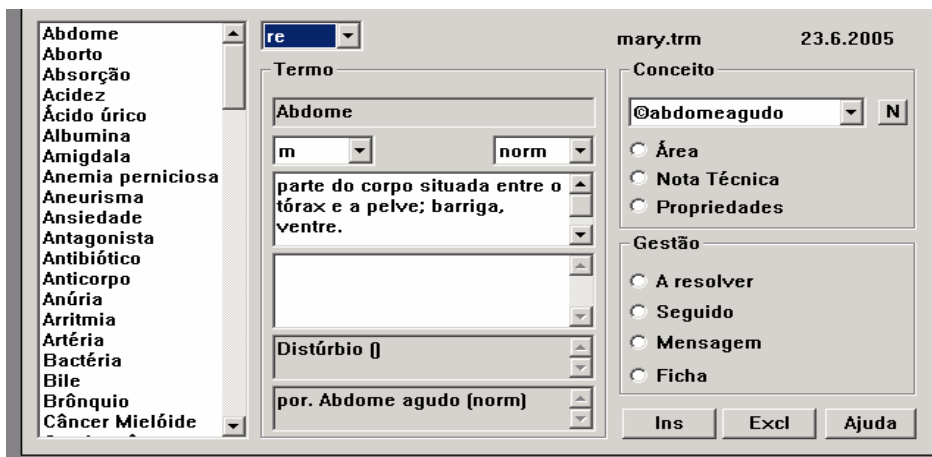 Abdome
Aborto
Absorção
Acidez
Ácido úrico
Albumina
Amigdala
Anemia perniciosa
Aneurisma
Ansiedade
Antagonista
Antibiótico
Anticorpo
Anúria
Arritmia
Artéria
Bactéria
Bile
Brônquio
Câncer Mielóide
re
mary.trm 23.6.2005
Termo
Abdome
m norm
parte do corpo situada entre o
tórax e a pelve; barriga,
ventre.
Distúrbio ()
por. Abdome agudo (norm)
Conceito
©abdomeagudo N
Área
Nota Técnica
Propriedades
Gestão
A resolver
Seguido
Mensagem
Ficha
Ins Excl Ajuda